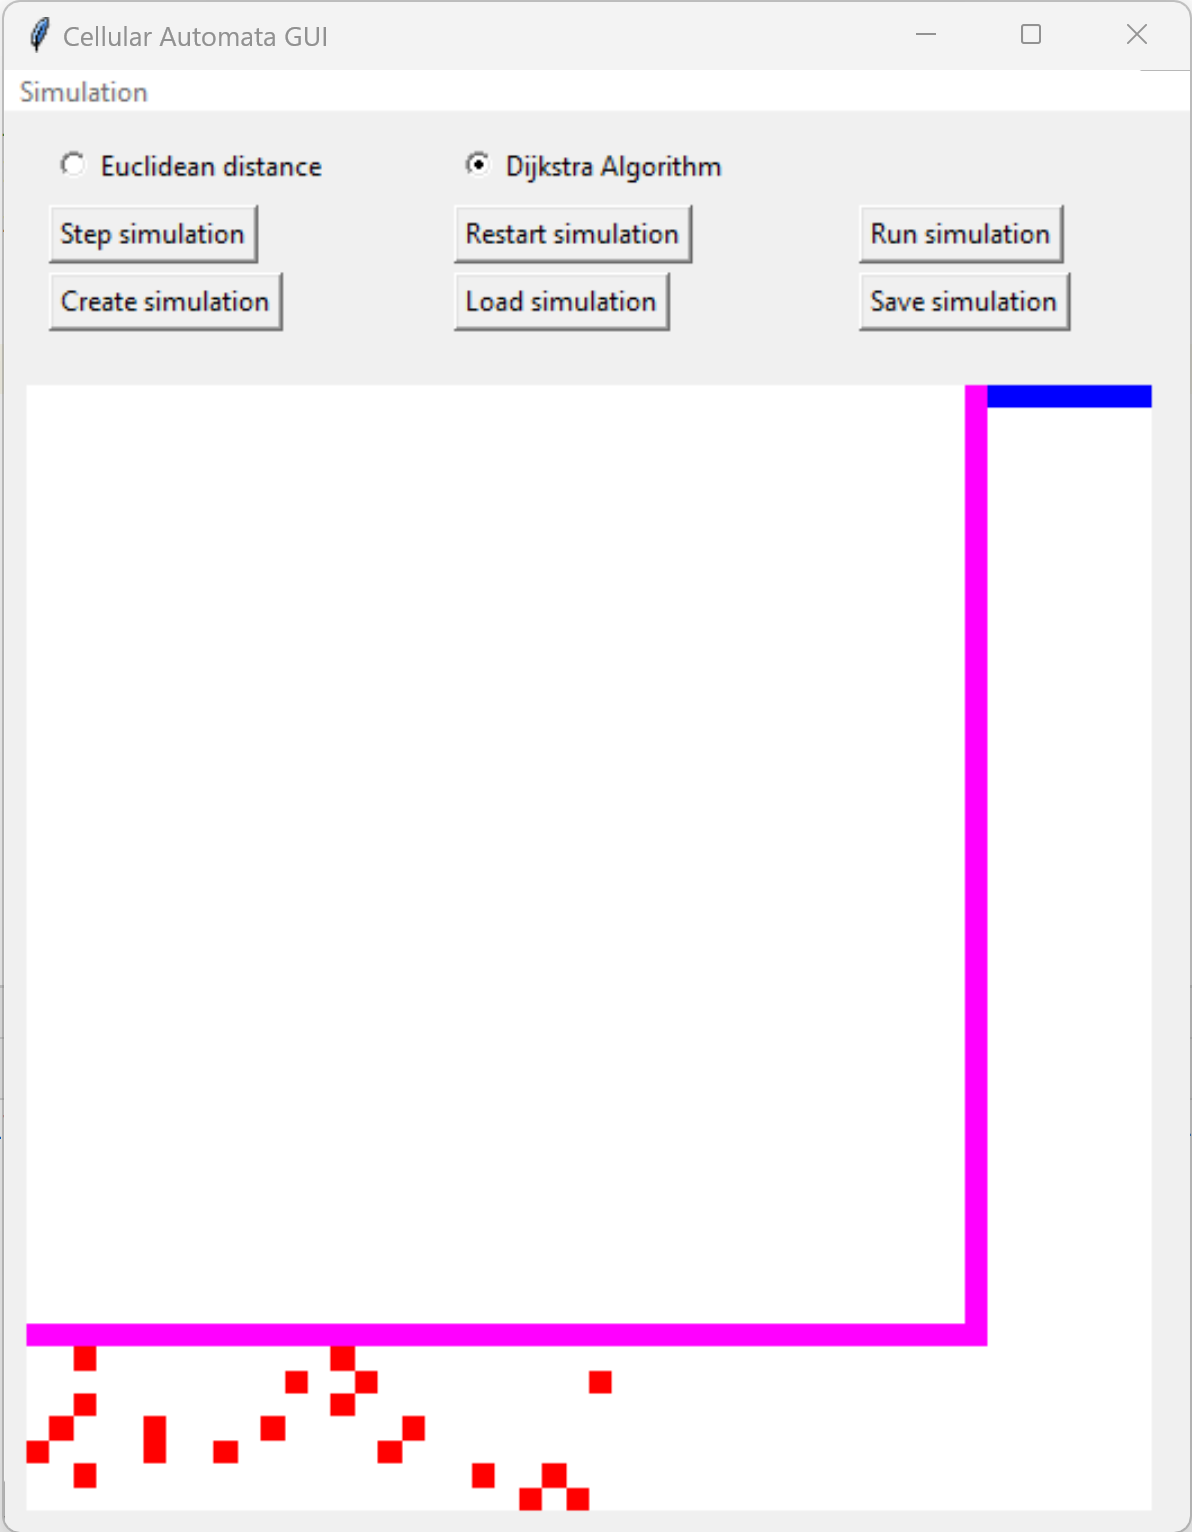 Cellular Automata GUI
Simulation
Euclidean distance Dijkstra Algorithm
Step simulation Restart simulation Run simulation
Create simulation Load simulation Save simulation